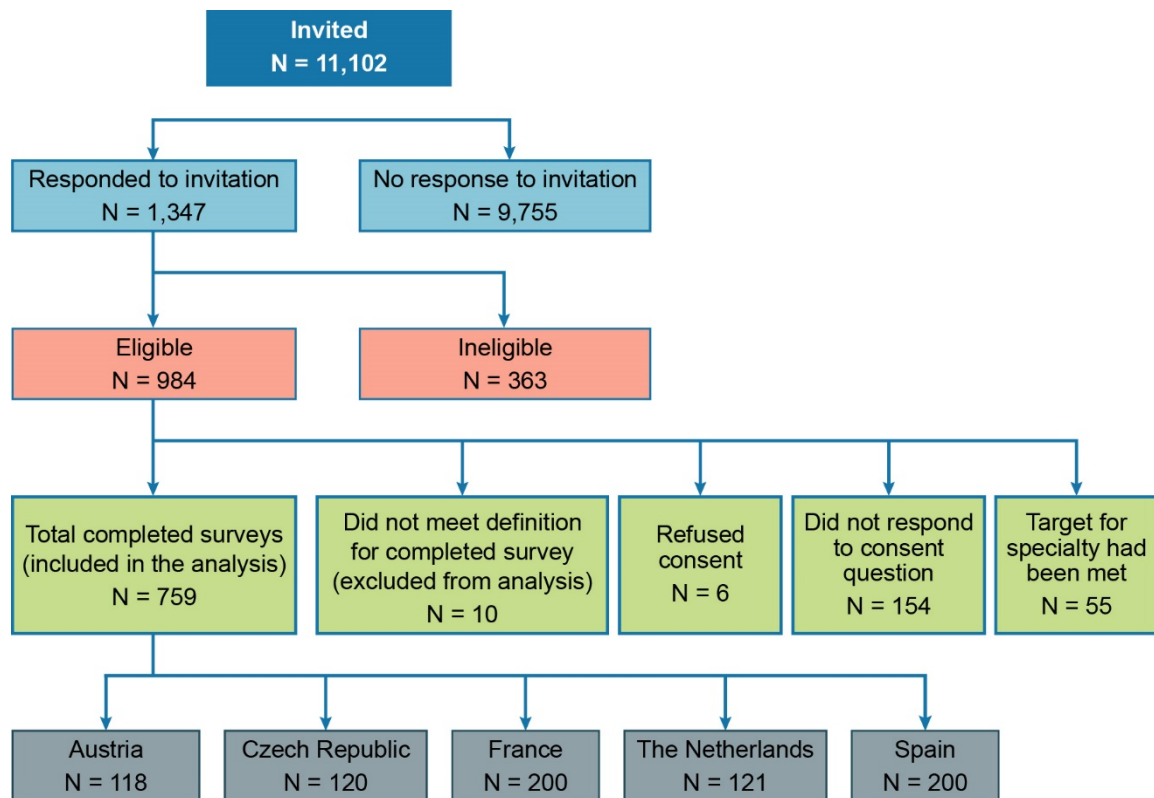 Invited
N = 11,102
Responded to invitation
N = 1,347
No response to invitation
N = 9,755
Eligible
N = 984
Ineligible
N = 363
Total completed surveys
(included in the analysis)
N = 759
Did not meet definition
for completed survey
(excluded from analysis)
N = 10
Refused
consent
N = 6
Did not respond
to consent
question
N = 154
Target for
specialty had
been met
N = 55
Austria
N = 118
Czech Republic
N = 120
France
N = 200
The Netherlands
N = 121
Spain
N = 200